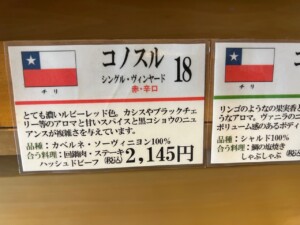 コノスル
シングル・ヴィンヤード
18
赤・辛口
チリ
とても濃いルビーレッド色。カシスやブラックチェ
リー等のアロマと甘いスパイスと黒コショウのニュ
アンスが複雑さを与えています。
品種：カベルネ・ソーヴィニヨン100%
合う料理：回鍋肉・ステーキ
ハッシュドビーフ
(税込)2,145円
チリ
リンゴのような果実香と
うなアロマ。ヴァニラの
ボリューム感のあるボディ
品種：シャルドネ100%
合う料理：鯛の塩焼き
しゃぶしゃぶ